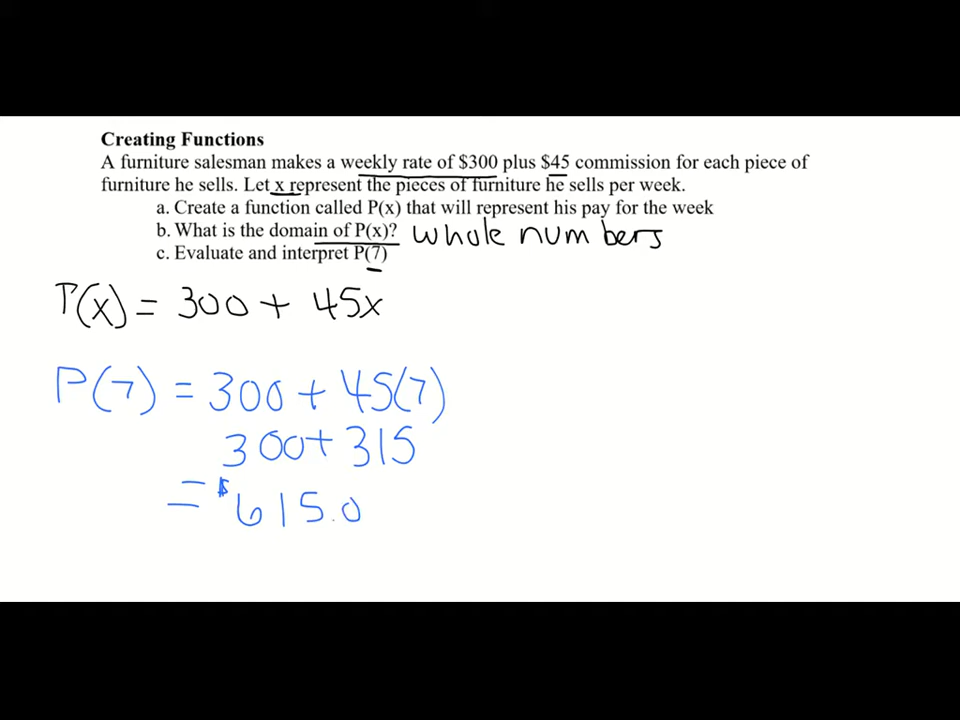 Creating Functions
A furniture salesman makes a weekly rate of $300 plus $45 commission for each piece of
furniture he sells. Let x represent the pieces of furniture he sells per week.
a. Create a function called P(x) that will represent his pay for the week
b. What is the domain of P(x)? whole numbers
c. Evaluate and interpret P(7)
P(x) = 300 + 45x
P(7) = 300 + 45(7)
300 + 315
= $615.0